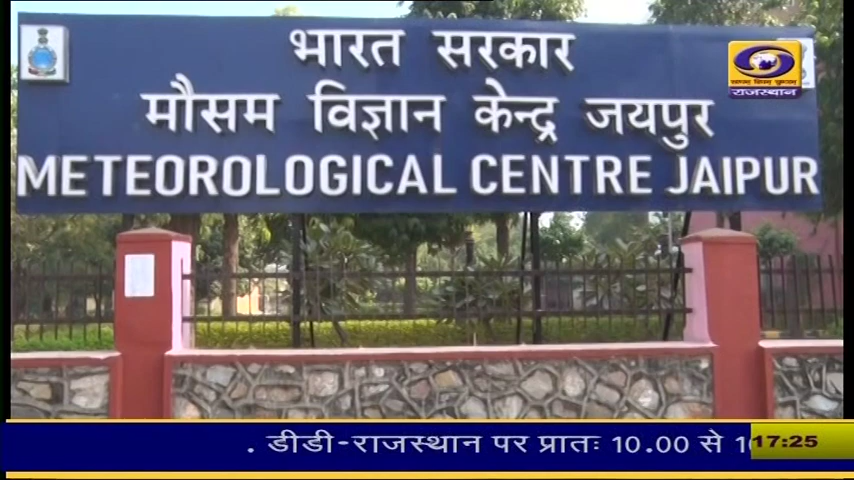 भारत सरकार
मौसम विज्ञान केन्द्र जयपुर
METEOROLOGICAL CENTRE JAIPUR
राजस्थान
. डीडी-राजस्थान पर प्रातः 10.00 से
17:25